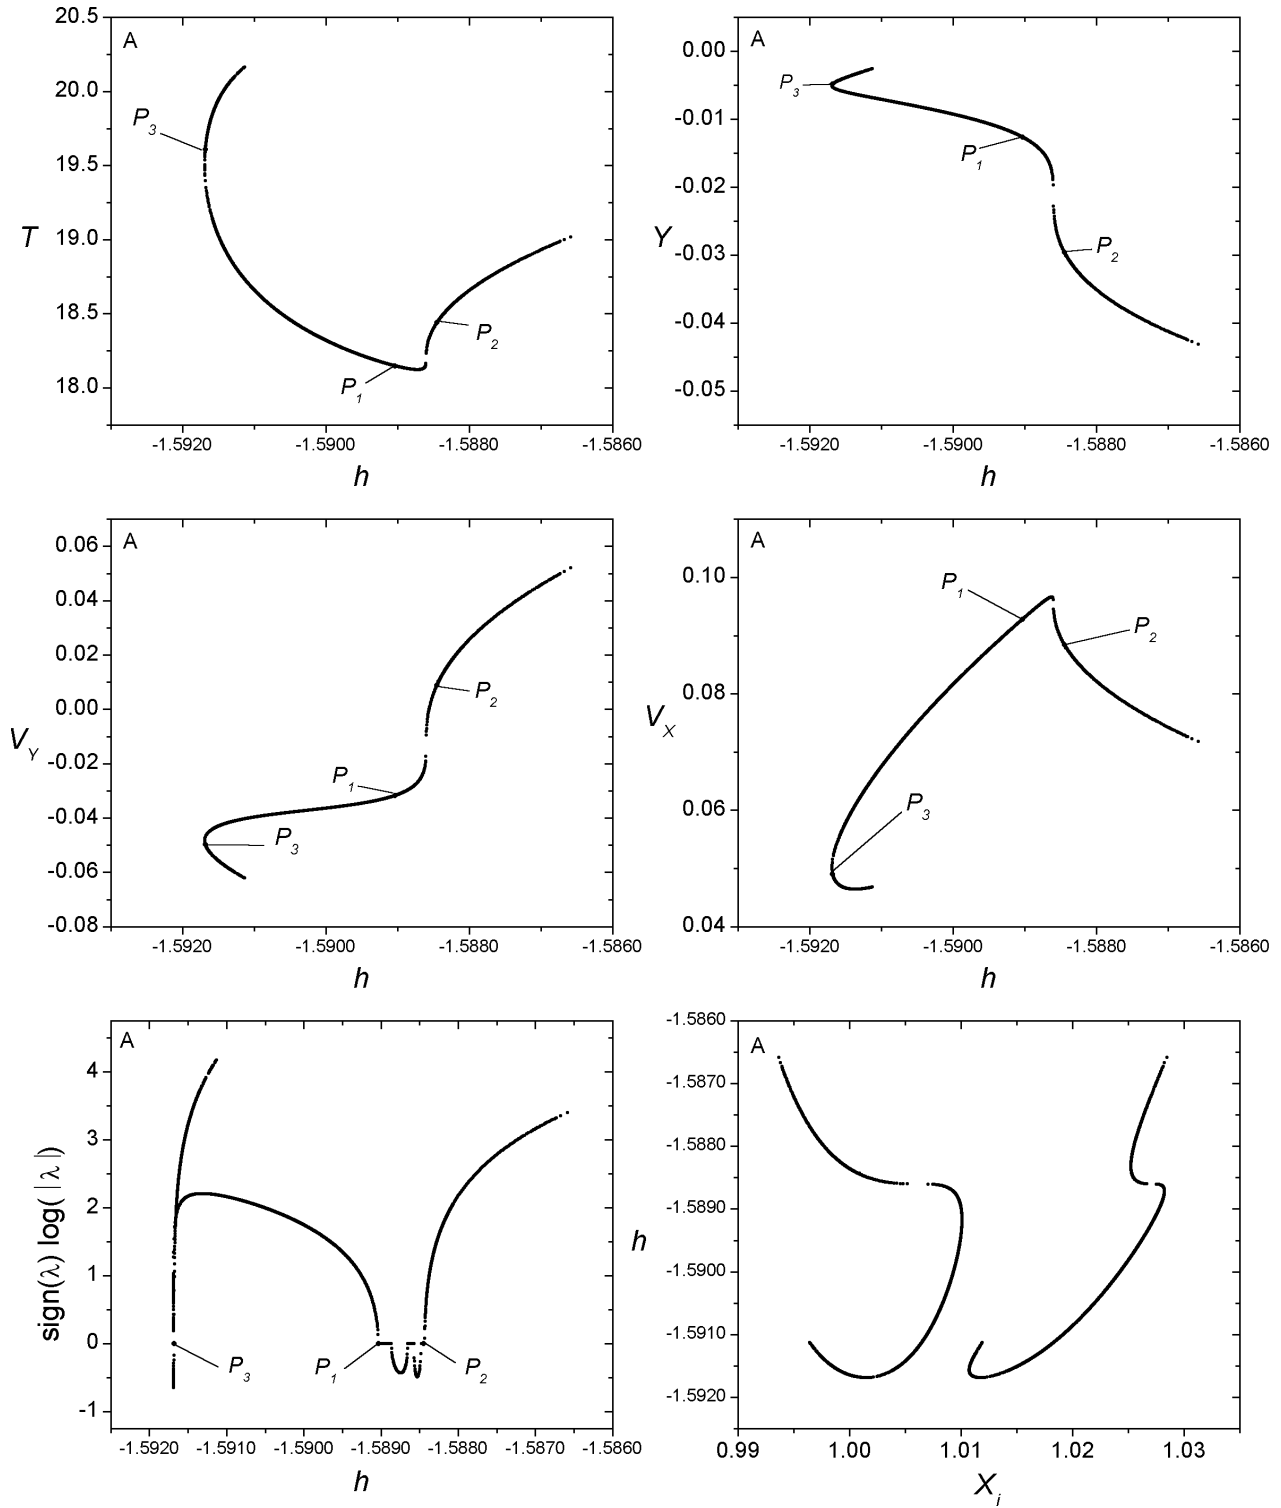 A
20.5
20.0
19.5
19.0
18.5
18.0
T
P3
P1
P2
-1.5920 -1.5900 -1.5880 -1.5860
h
A
0.00
-0.01
-0.02
-0.03
-0.04
-0.05
Y
P3
P1
P2
-1.5920 -1.5900 -1.5880 -1.5860
h
A
0.06
0.04
0.02
0.00
-0.02
-0.04
-0.06
-0.08
VY
P2
P1
P3
-1.5920 -1.5900 -1.5880 -1.5860
h
A
0.10
0.08
0.06
0.04
VX
P1
P2
P3
-1.5920 -1.5900 -1.5880 -1.5860
h
A
4
3
2
1
0
-1
sign(λ) log( |λ| )
P3
P1
P2
-1.5920 -1.5910 -1.5900 -1.5890 -1.5880 -1.5870 -1.5860
h
A
-1.5860
-1.5870
-1.5880
-1.5890
-1.5900
-1.5910
-1.5920
h
0.99 1.00 1.01 1.02 1.03
Xi